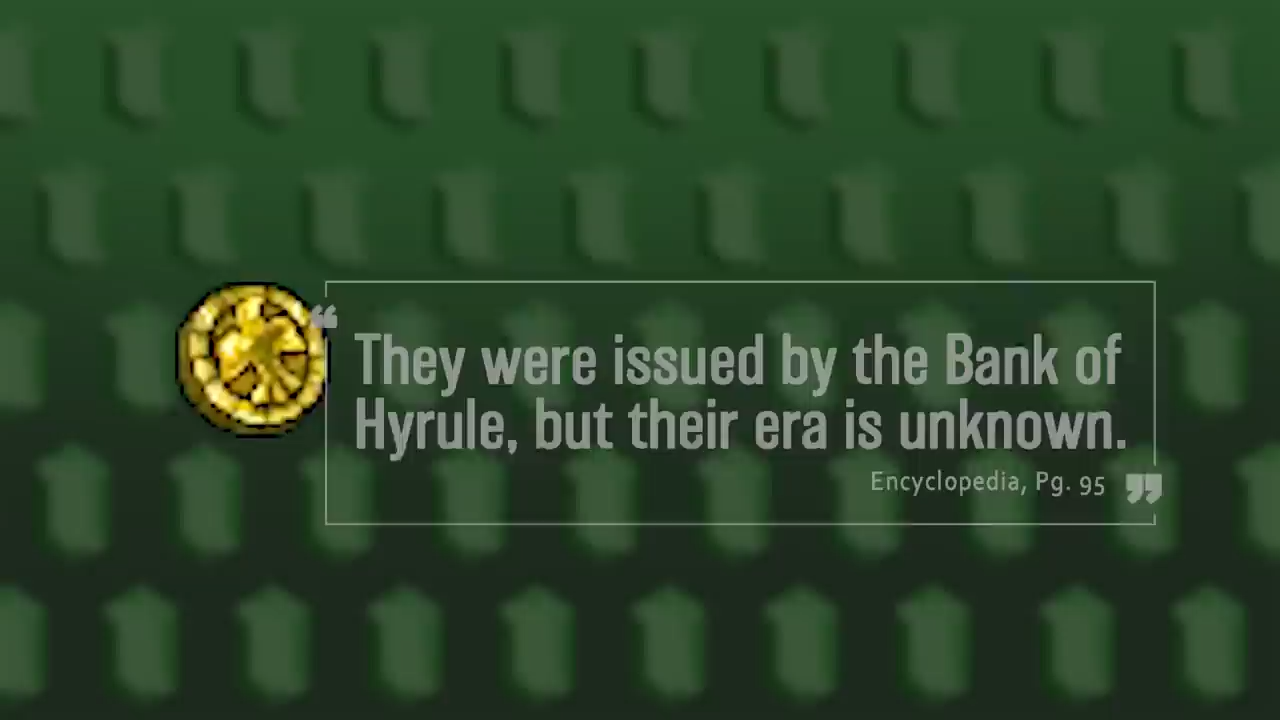 “They were issued by the Bank of
Hyrule, but their era is unknown.
Encyclopedia, Pg. 95 ”